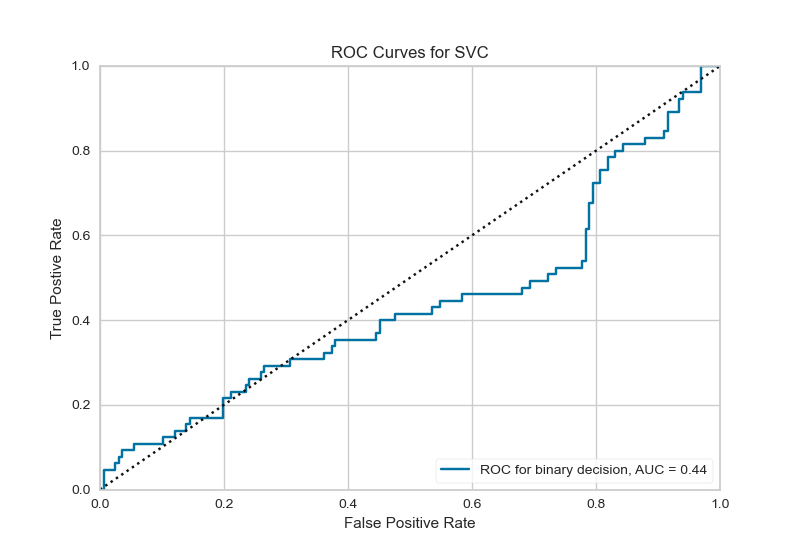 ROC Curves for SVC
1.0
0.8
0.6
0.4
0.2
0.0
True Postive Rate
ROC for binary decision, AUC = 0.44
0.0 0.2 0.4 0.6 0.8 1.0
False Positive Rate